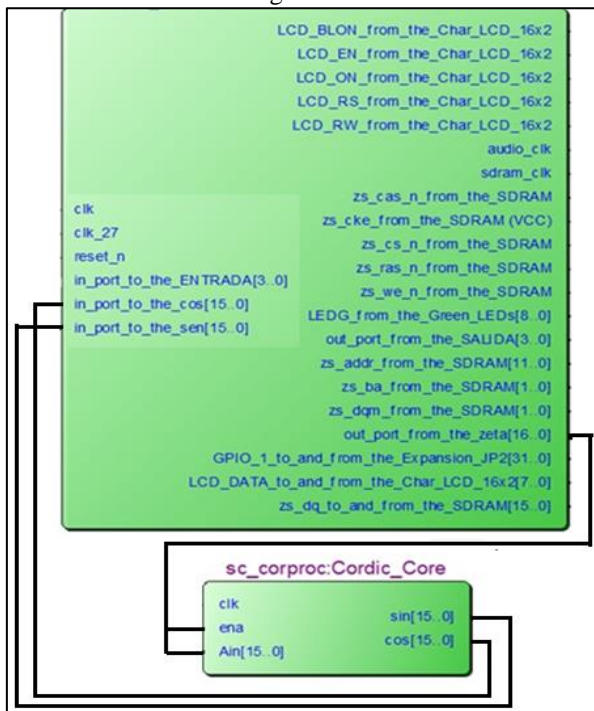 LCD_BLON_from_the_Char_LCD_16x2
LCD_EN_from_the_Char_LCD_16x2
LCD_ON_from_the_Char_LCD_16x2
LCD_RS_from_the_Char_LCD_16x2
LCD_RW_from_the_Char_LCD_16x2
audio_clk
sdram_clk
zs_cas_n_from_the_SDRAM
zs_cke_from_the_SDRAM (VCC)
zs_cs_n_from_the_SDRAM
zs_ras_n_from_the_SDRAM
zs_we_n_from_the_SDRAM
LEDG_from_the_Green_LEDs[8..0]
out_port_from_the_SALIDA[3..0]
zs_addr_from_the_SDRAM[11..0]
zs_ba_from_the_SDRAM[1..0]
zs_dqm_from_the_SDRAM[1..0]
out_port_from_the_zeta[16..0]
GPIO_1_to_and_from_the_Expansion_JP2[31..0]
LCD_DATA_to_and_from_the_Char_LCD_16x2[7..0]
zs_dq_to_and_from_the_SDRAM[15..0]
clk
clk_27
reset_n
in_port_to_the_ENTRADA[3..0]
in_port_to_the_cos[15..0]
in_port_to_the_sen[15..0]
sc_corproc:Cordic_Core
clk
ena
Ain[15..0]
sin[15..0]
cos[15..0]